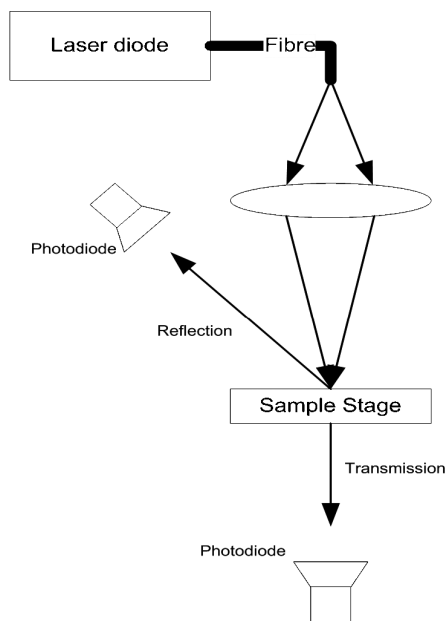 Laser diode
Fibre
Photodiode
Reflection
Sample Stage
Transmission
Photodiode